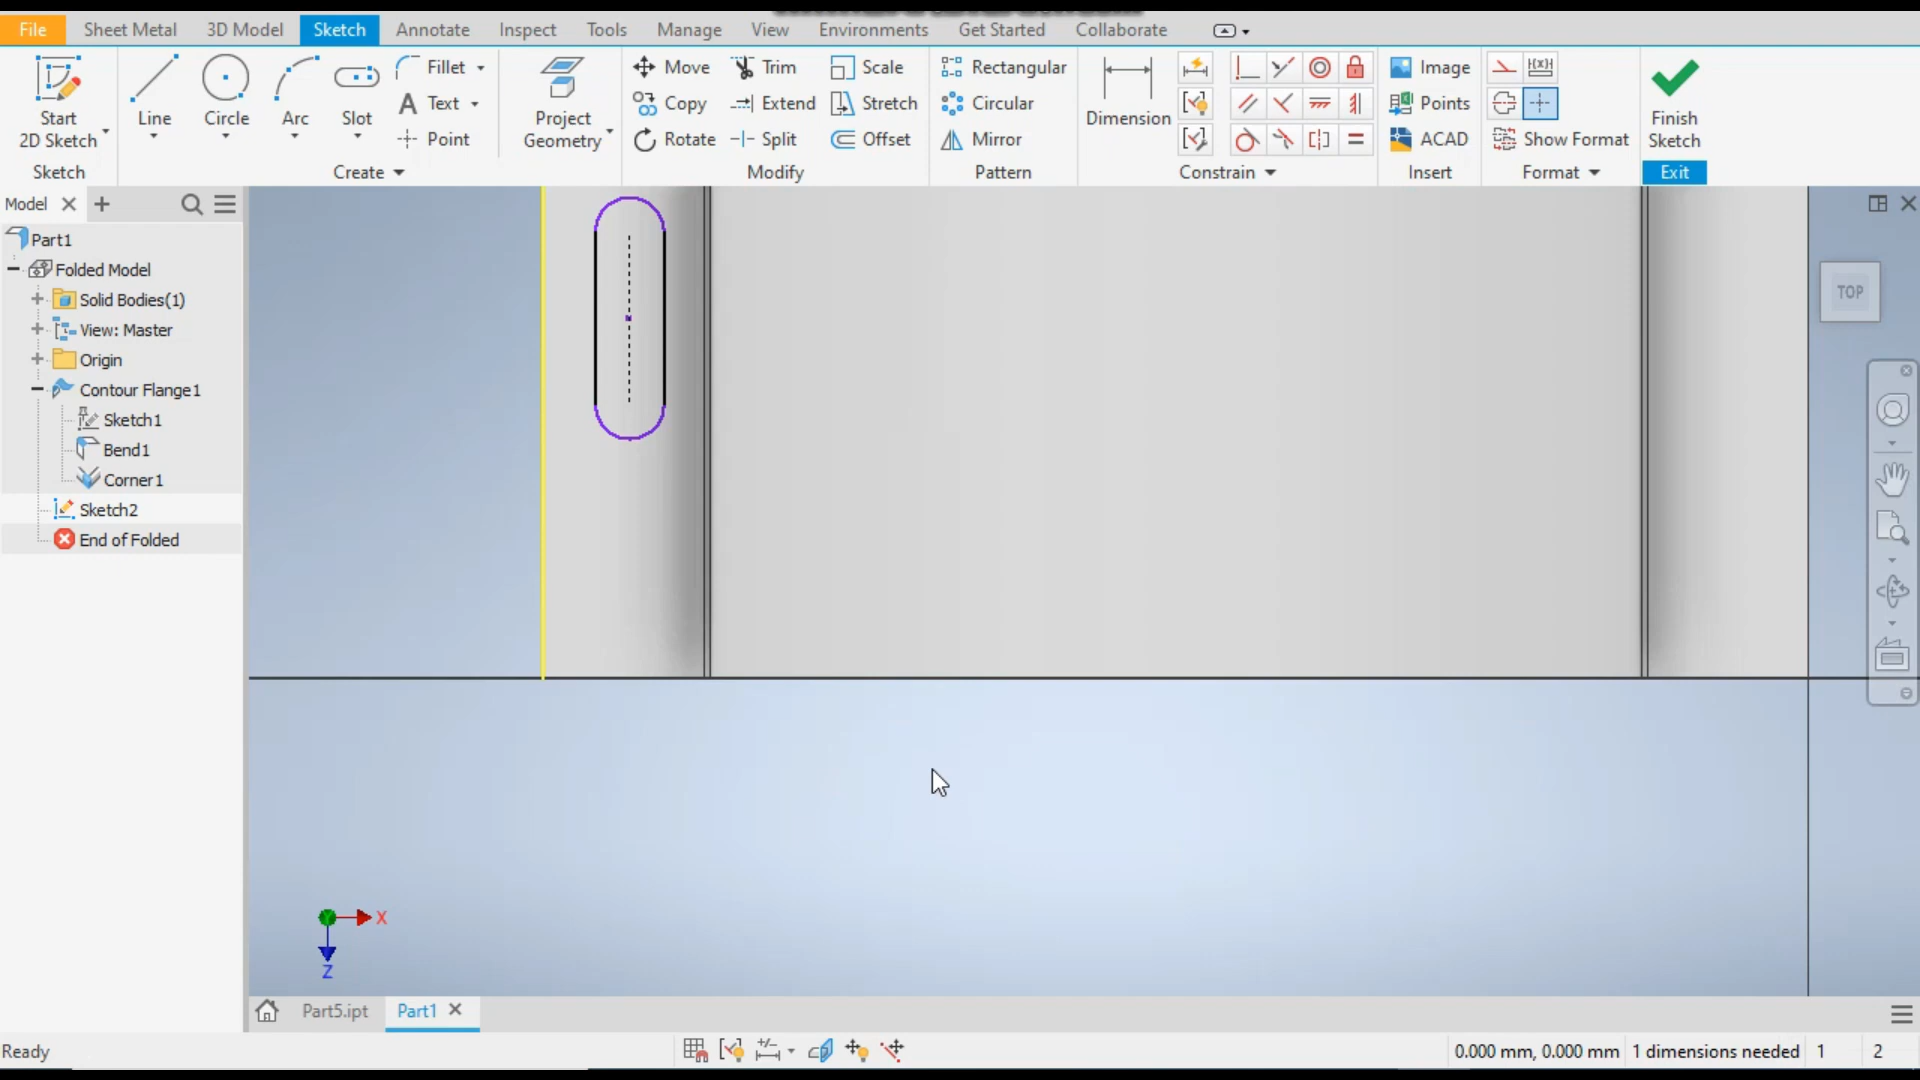 File Sheet Metal 3D Model Sketch Annotate Inspect Tools Manage View Environments Get Started Collaborate
Start 2D Sketch
Line
Circle
Arc
Slot
Fillet
Text
Point
Project Geometry
Move
Copy
Rotate
Trim
Extend
Split
Scale
Stretch
Offset
Rectangular
Circular
Mirror
Dimension
Image
Points
ACAD
Show Format
Finish Sketch
Sketch Create Modify Pattern Constrain Insert Format Exit
Model
Part1
Folded Model
Solid Bodies(1)
View: Master
Origin
Contour Flange1
Sketch1
Bend1
Corner1
Sketch2
End of Folded
TOP
X
Z
Part5.ipt Part1
Ready 0.000 mm, 0.000 mm 1 dimensions needed 1 2